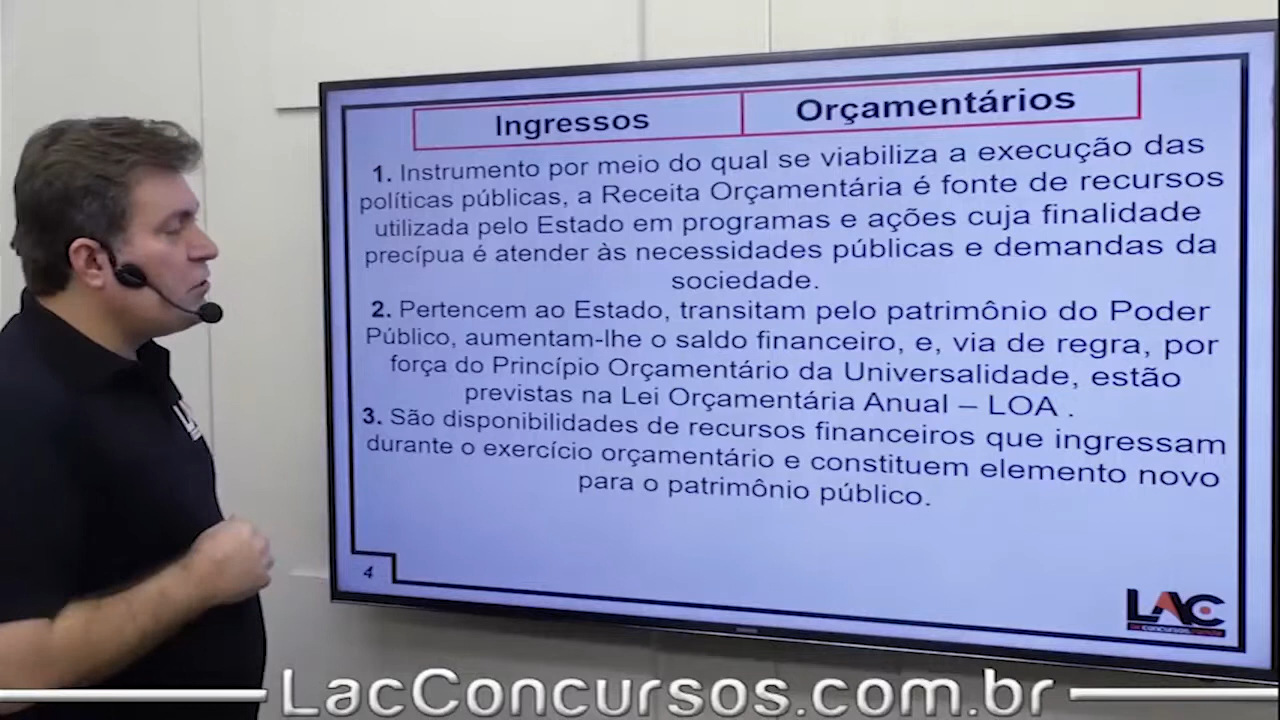 Ingressos Orçamentários
1. Instrumento por meio do qual se viabiliza a execução das
políticas públicas, a Receita Orçamentária é fonte de recursos
utilizada pelo Estado em programas e ações cuja finalidade
precípua é atender às necessidades públicas e demandas da
sociedade.
2. Pertencem ao Estado, transitam pelo patrimônio do Poder
Público, aumentam-lhe o saldo financeiro, e, via de regra, por
força do Princípio Orçamentário da Universalidade, estão
previstas na Lei Orçamentária Anual – LOA .
3. São disponibilidades de recursos financeiros que ingressam
durante o exercício orçamentário e constituem elemento novo
para o patrimônio público.
4
LAC
LacConcursos.com.br